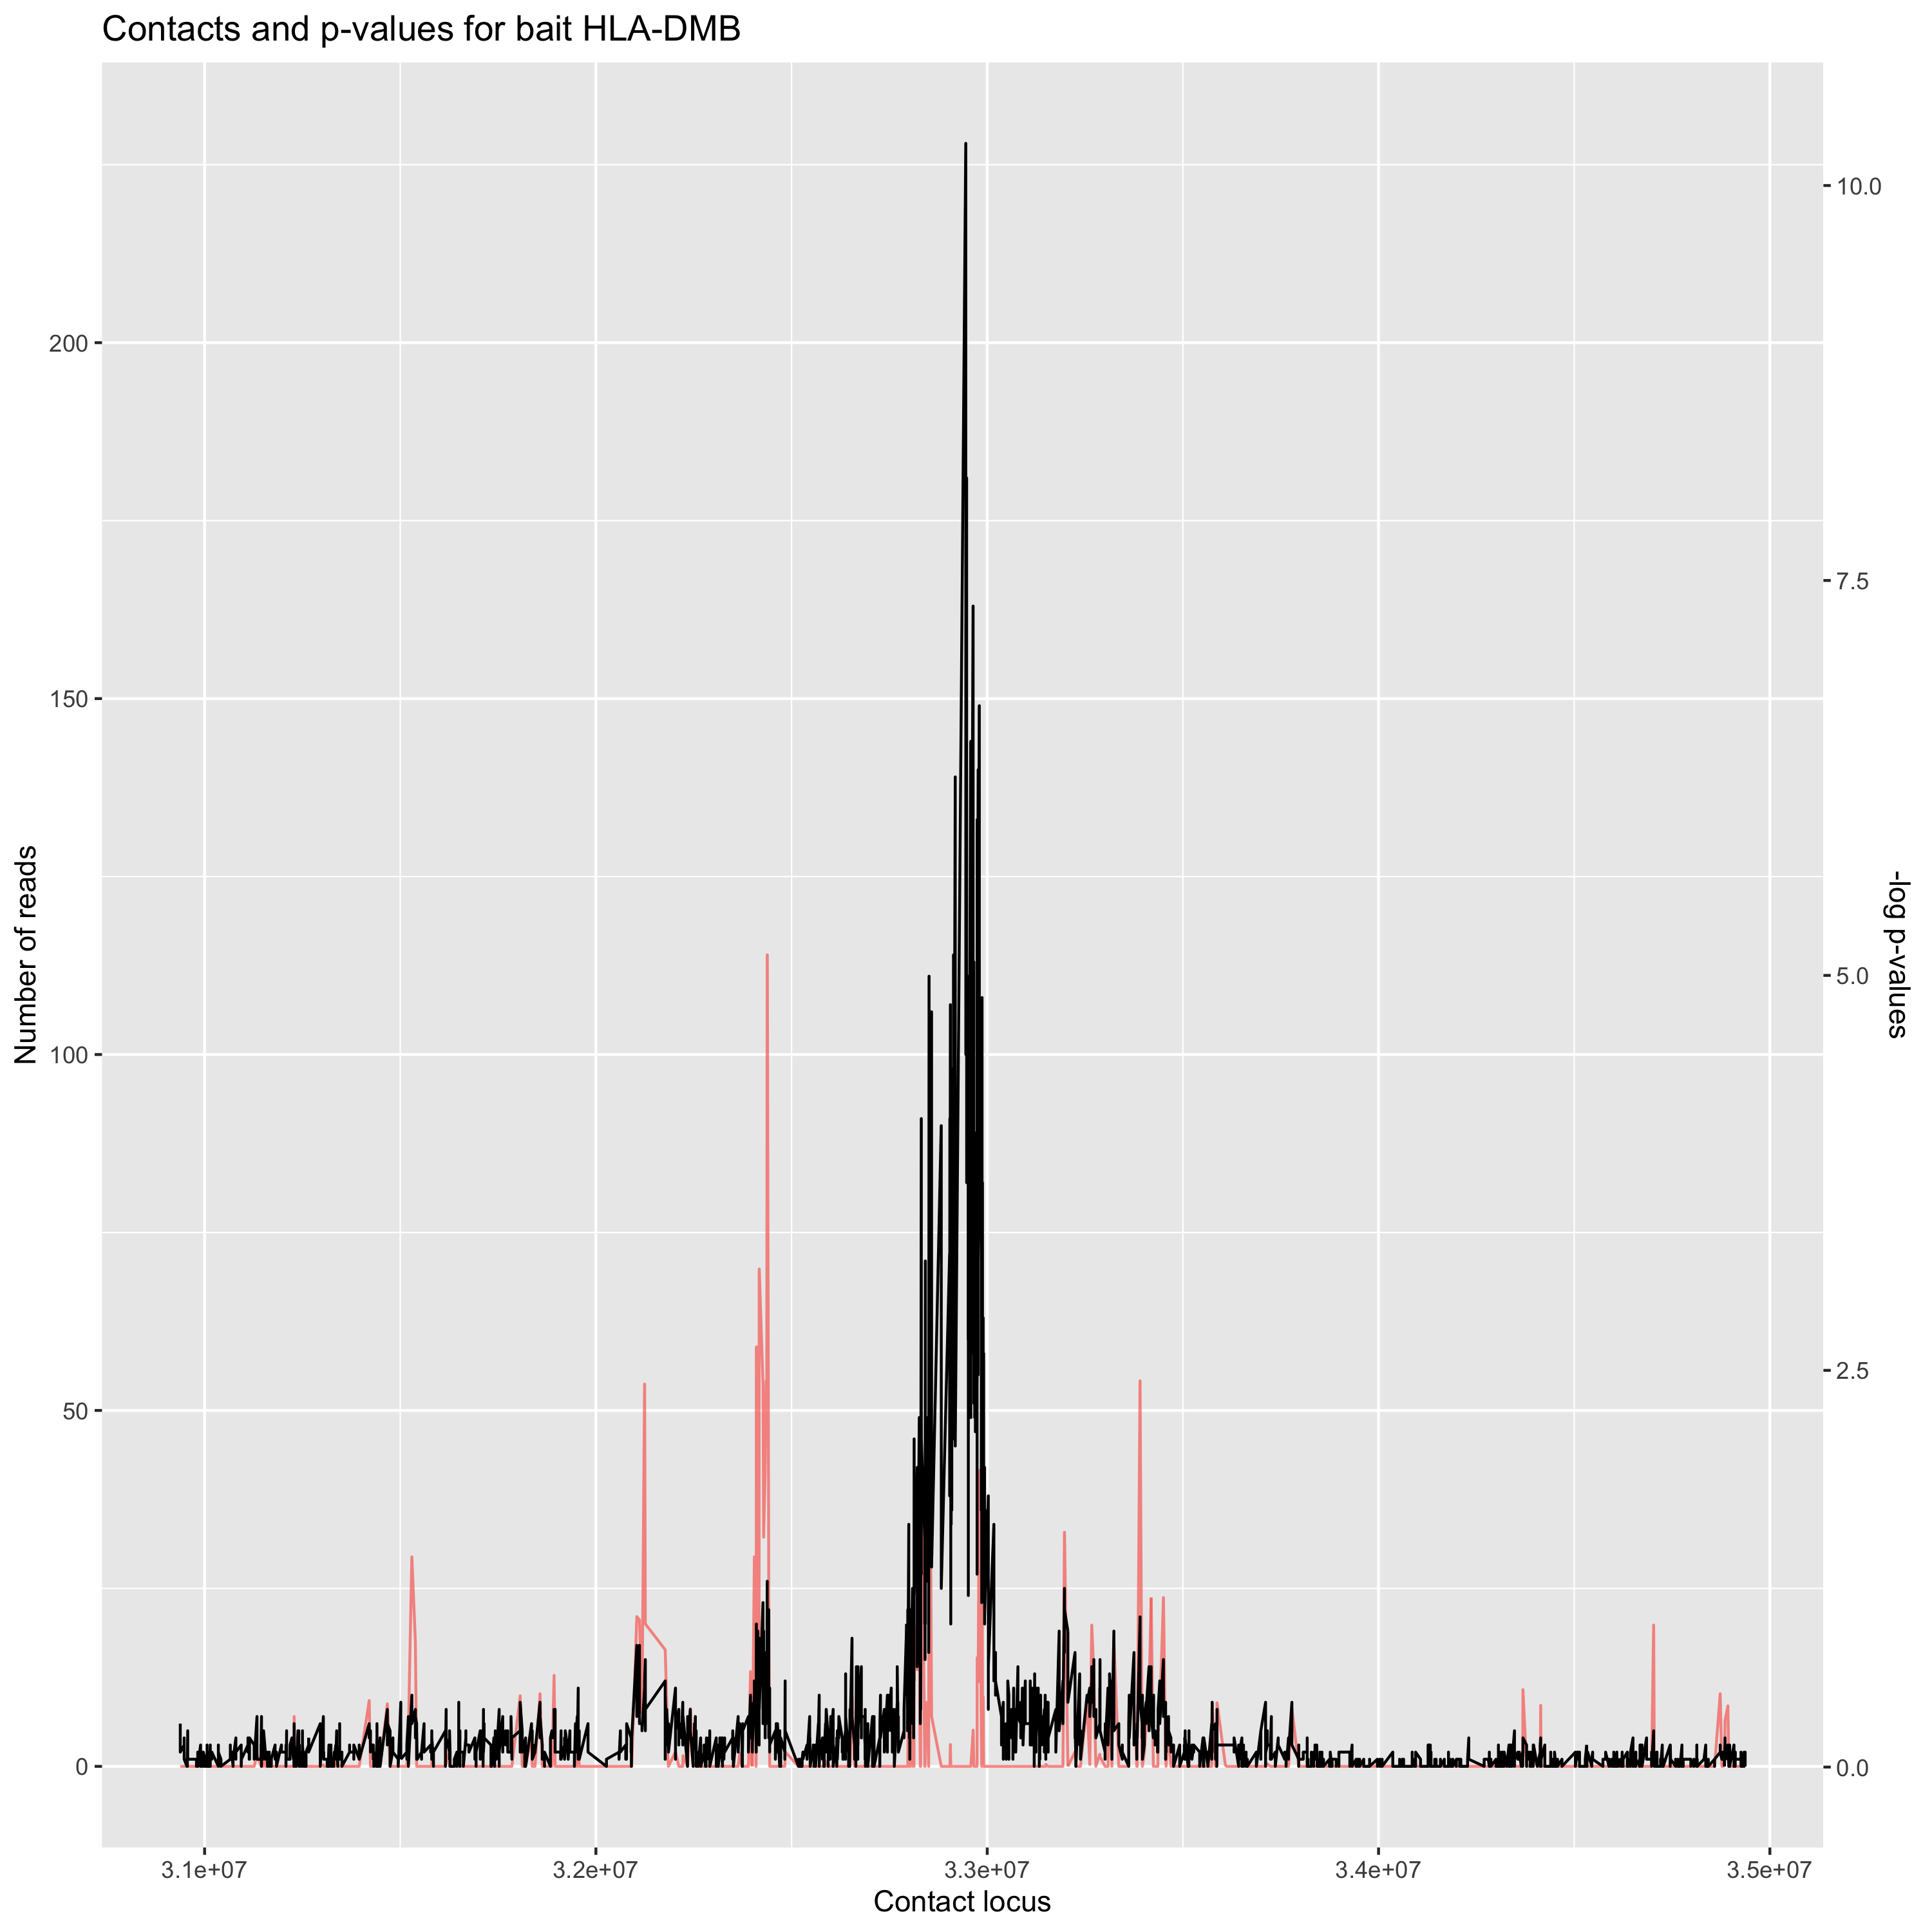 Contacts and p-values for bait HLA-DMB
Number of reads
200
150
100
50
0
10.0
7.5
5.0
2.5
0.0
-log p-values
3.1e+07 3.2e+07 3.3e+07 3.4e+07 3.5e+07
Contact locus